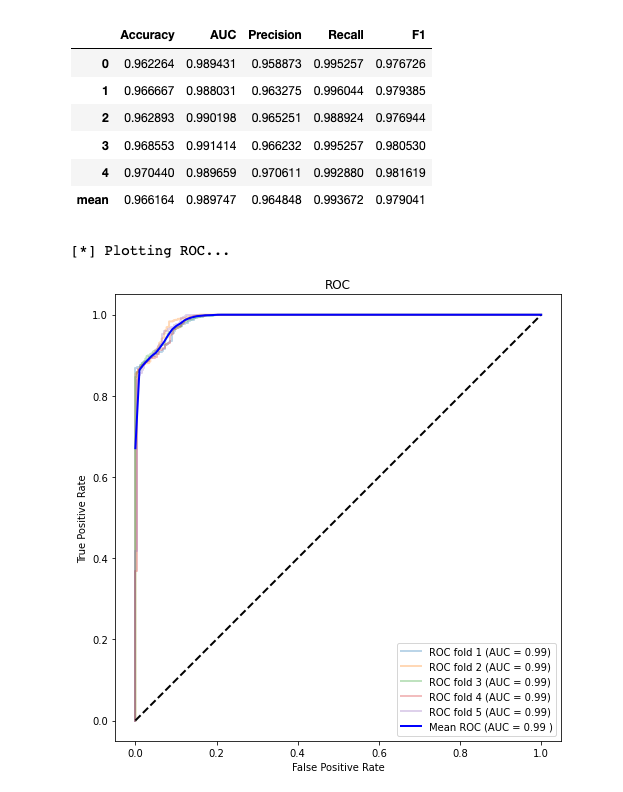 Accuracy AUC Precision Recall F1
0 0.962264 0.989431 0.958873 0.995257 0.976726
1 0.966667 0.988031 0.963275 0.996044 0.979385
2 0.962893 0.990198 0.965251 0.988924 0.976944
3 0.968553 0.991414 0.966232 0.995257 0.980530
4 0.970440 0.989659 0.970611 0.992880 0.981619
mean 0.966164 0.989747 0.964848 0.993672 0.979041
[*] Plotting ROC...
ROC
1.0
0.8
0.6
0.4
0.2
0.0
True Positive Rate
ROC fold 1 (AUC = 0.99)
ROC fold 2 (AUC = 0.99)
ROC fold 3 (AUC = 0.99)
ROC fold 4 (AUC = 0.99)
ROC fold 5 (AUC = 0.99)
Mean ROC (AUC = 0.99 )
0.0 0.2 0.4 0.6 0.8 1.0
False Positive Rate